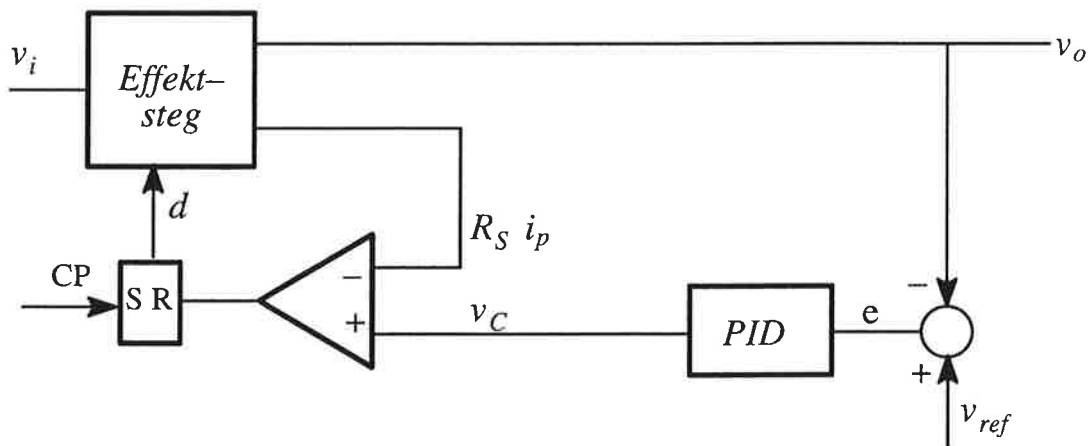 v_i
Effekt–
steg
v_o
d
R_S i_p
CP
S R
−
+
v_C
PID
e
−
+
v_ref